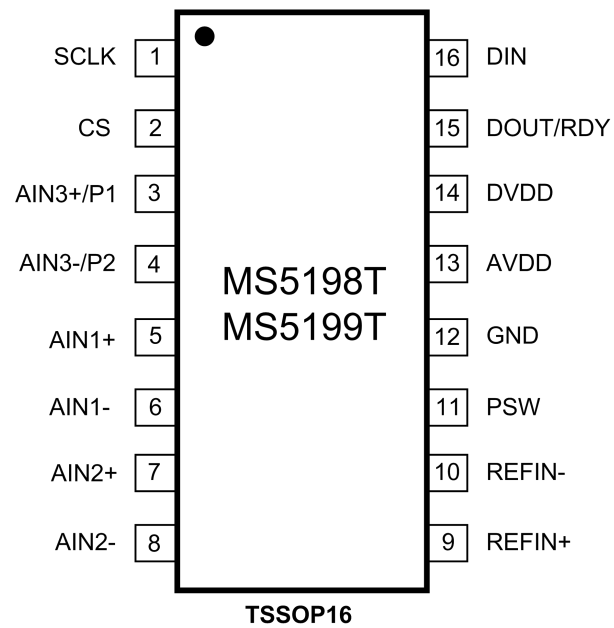 SCLK 1 16 DIN
CS 2 15 DOUT/RDY
AIN3+/P1 3 14 DVDD
AIN3-/P2 4 13 AVDD
MS5198T
MS5199T
AIN1+ 5 12 GND
AIN1- 6 11 PSW
AIN2+ 7 10 REFIN-
AIN2- 8 9 REFIN+
TSSOP16